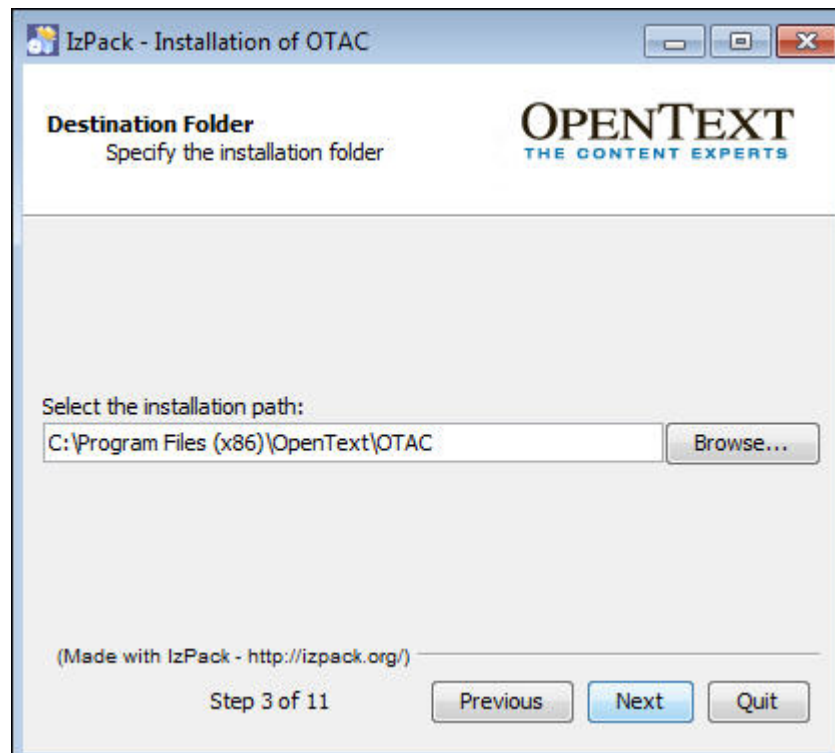 IzPack - Installation of OTAC
Destination Folder
Specify the installation folder
OPENTEXT
THE CONTENT EXPERTS
Select the installation path:
C:\Program Files (x86)\OpenText\OTAC
Browse...
(Made with IzPack - http://izpack.org/)
Step 3 of 11
Previous
Next
Quit